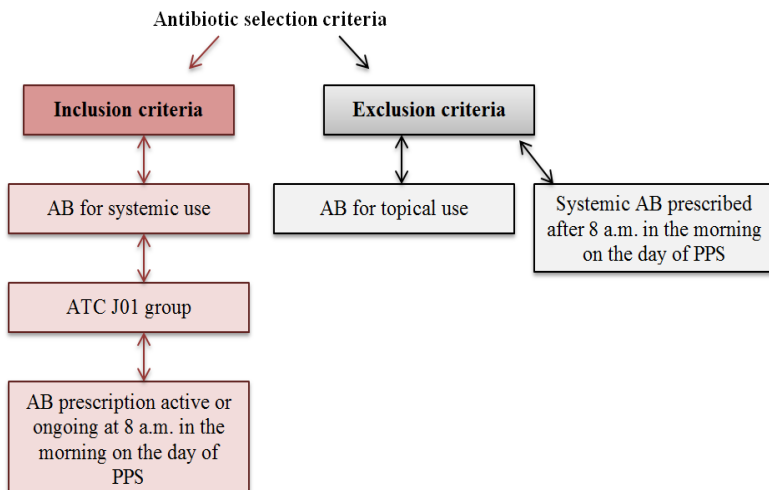 Antibiotic selection criteria
Inclusion criteria
AB for systemic use
ATC J01 group
AB prescription active or
ongoing at 8 a.m. in the
morning on the day of
PPS
Exclusion criteria
AB for topical use
Systemic AB prescribed
after 8 a.m. in the morning
on the day of PPS